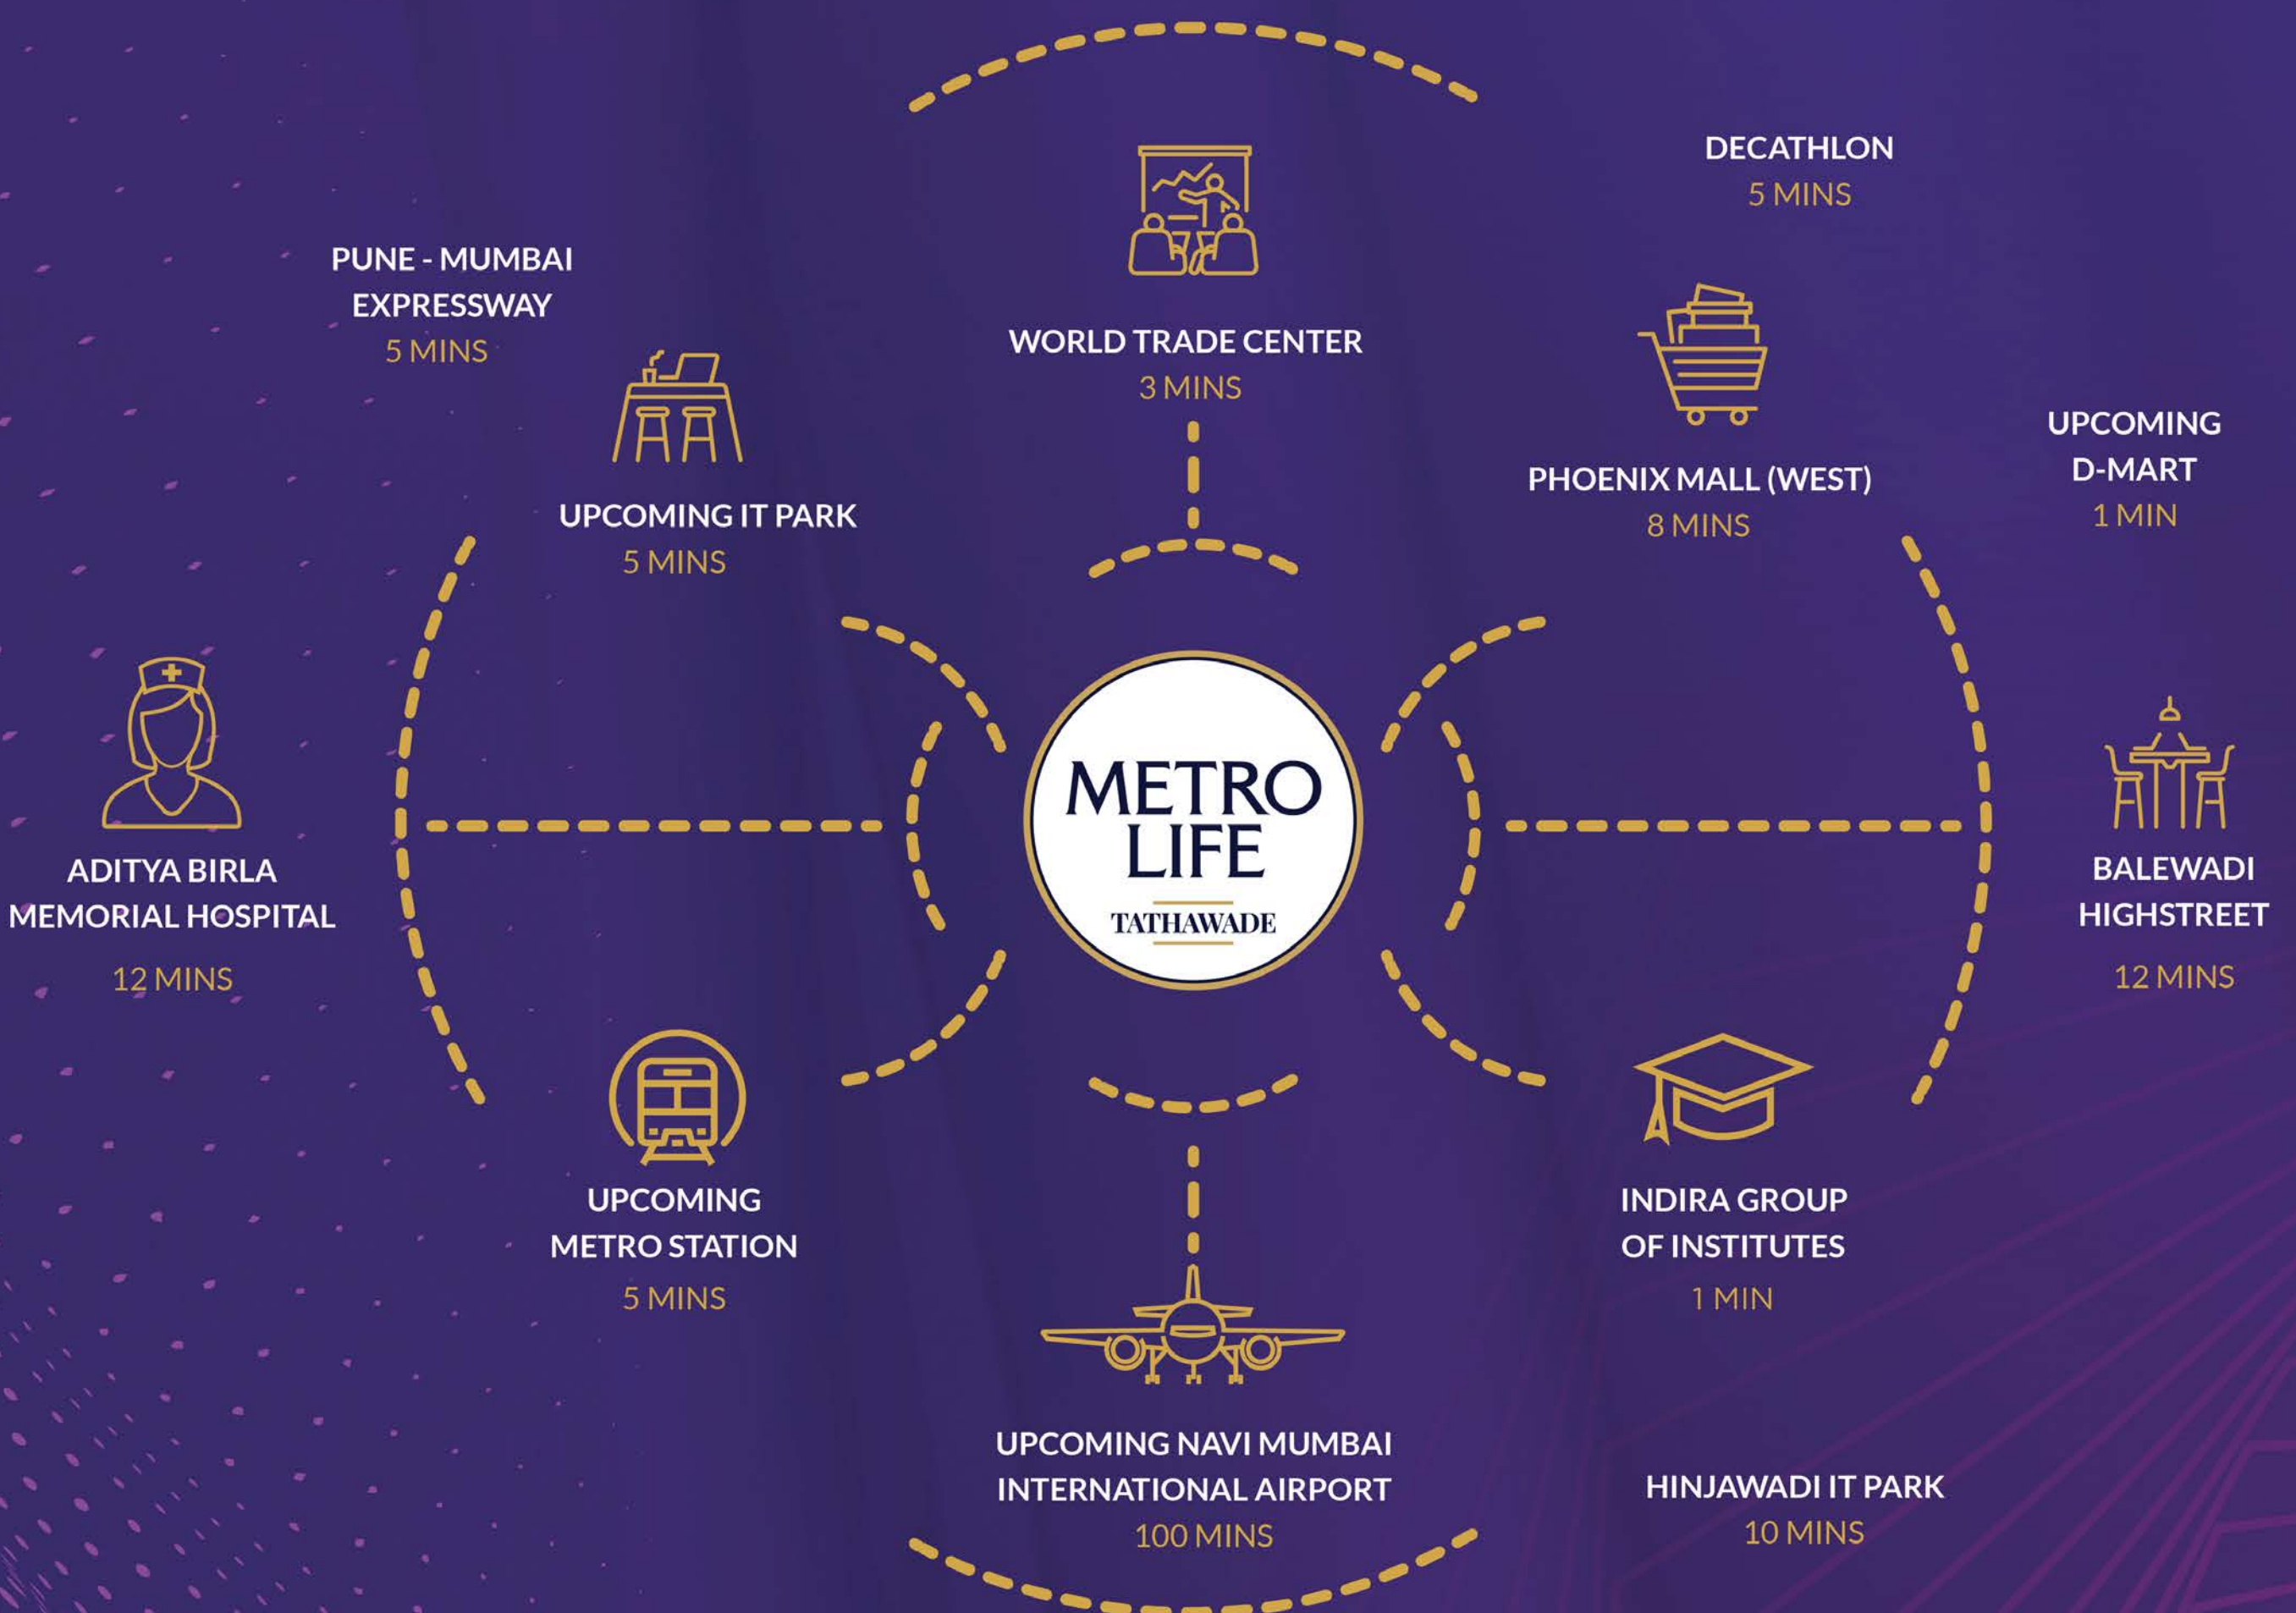 DECATHLON
5 MINS
PUNE - MUMBAI
EXPRESSWAY
5 MINS
WORLD TRADE CENTER
3 MINS
UPCOMING
D-MART
1 MIN
PHOENIX MALL (WEST)
8 MINS
UPCOMING IT PARK
5 MINS
METRO
LIFE
TATHAWADE
ADITYA BIRLA
MEMORIAL HOSPITAL
12 MINS
BALEWADI
HIGHSTREET
12 MINS
UPCOMING
METRO STATION
5 MINS
INDIRA GROUP
OF INSTITUTES
1 MIN
UPCOMING NAVI MUMBAI
INTERNATIONAL AIRPORT
100 MINS
HINJAWADI IT PARK
10 MINS